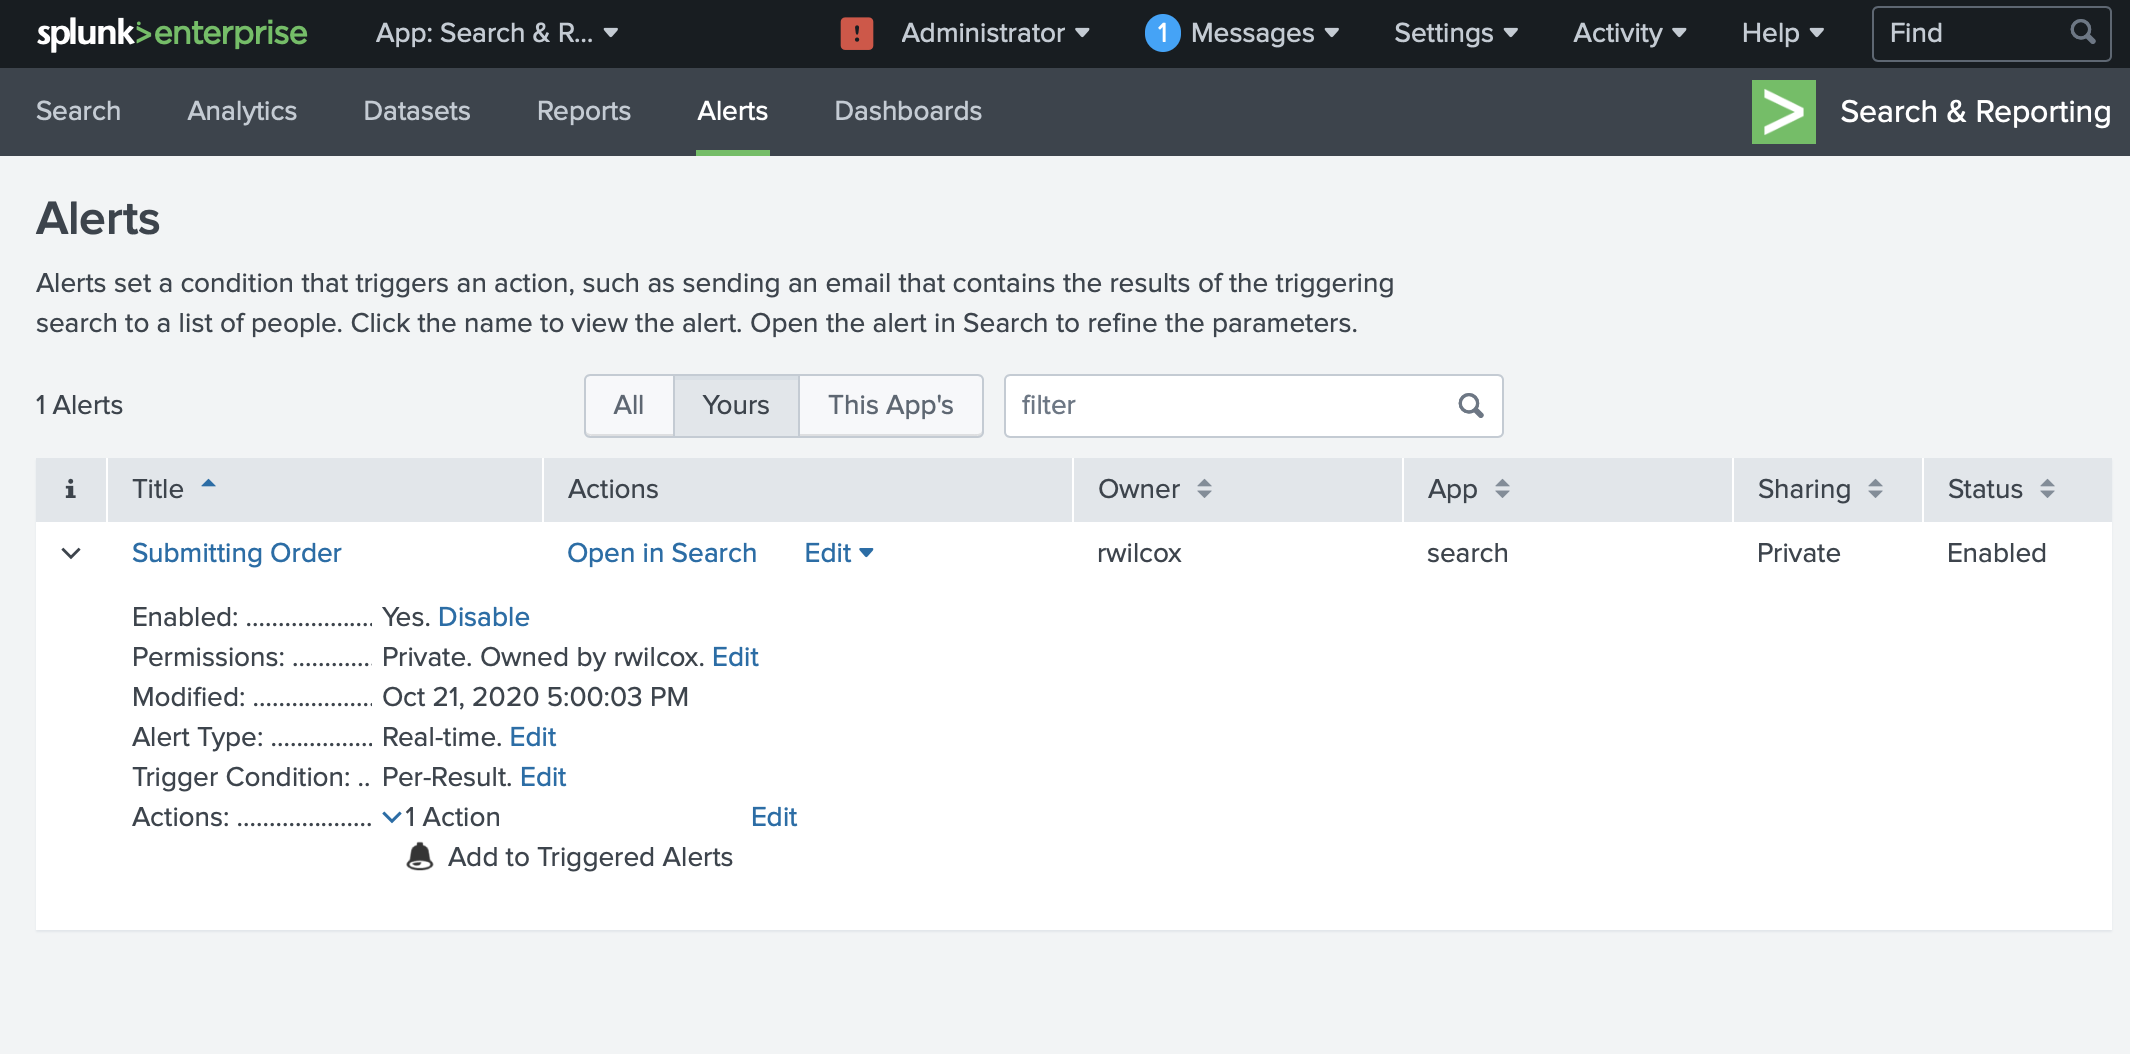 splunk>enterprise App: Search & R... ! Administrator 1 Messages Settings Activity Help Find
Search Analytics Datasets Reports Alerts Dashboards > Search & Reporting
Alerts
Alerts set a condition that triggers an action, such as sending an email that contains the results of the triggering
search to a list of people. Click the name to view the alert. Open the alert in Search to refine the parameters.
1 Alerts All Yours This App's filter
i Title Actions Owner App Sharing Status
Submitting Order Open in Search Edit rwilcox search Private Enabled
Enabled: .................... Yes. Disable
Permissions: ............. Private. Owned by rwilcox. Edit
Modified: ................... Oct 21, 2020 5:00:03 PM
Alert Type: ................ Real-time. Edit
Trigger Condition: .. Per-Result. Edit
Actions: ..................... 1 Action Edit
Add to Triggered Alerts